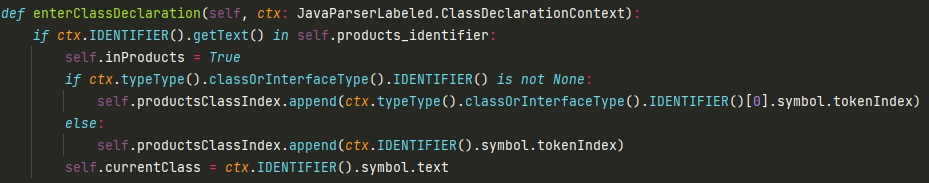 def enterClassDeclaration(self, ctx: JavaParserLabeled.ClassDeclarationContext):
    if ctx.IDENTIFIER().getText() in self.products_identifier:
        self.inProducts = True
        if ctx.typeType().classOrInterfaceType().IDENTIFIER() is not None:
            self.productsClassIndex.append(ctx.typeType().classOrInterfaceType().IDENTIFIER()[0].symbol.tokenIndex)
        else:
            self.productsClassIndex.append(ctx.IDENTIFIER().symbol.tokenIndex)
        self.currentClass = ctx.IDENTIFIER().symbol.text